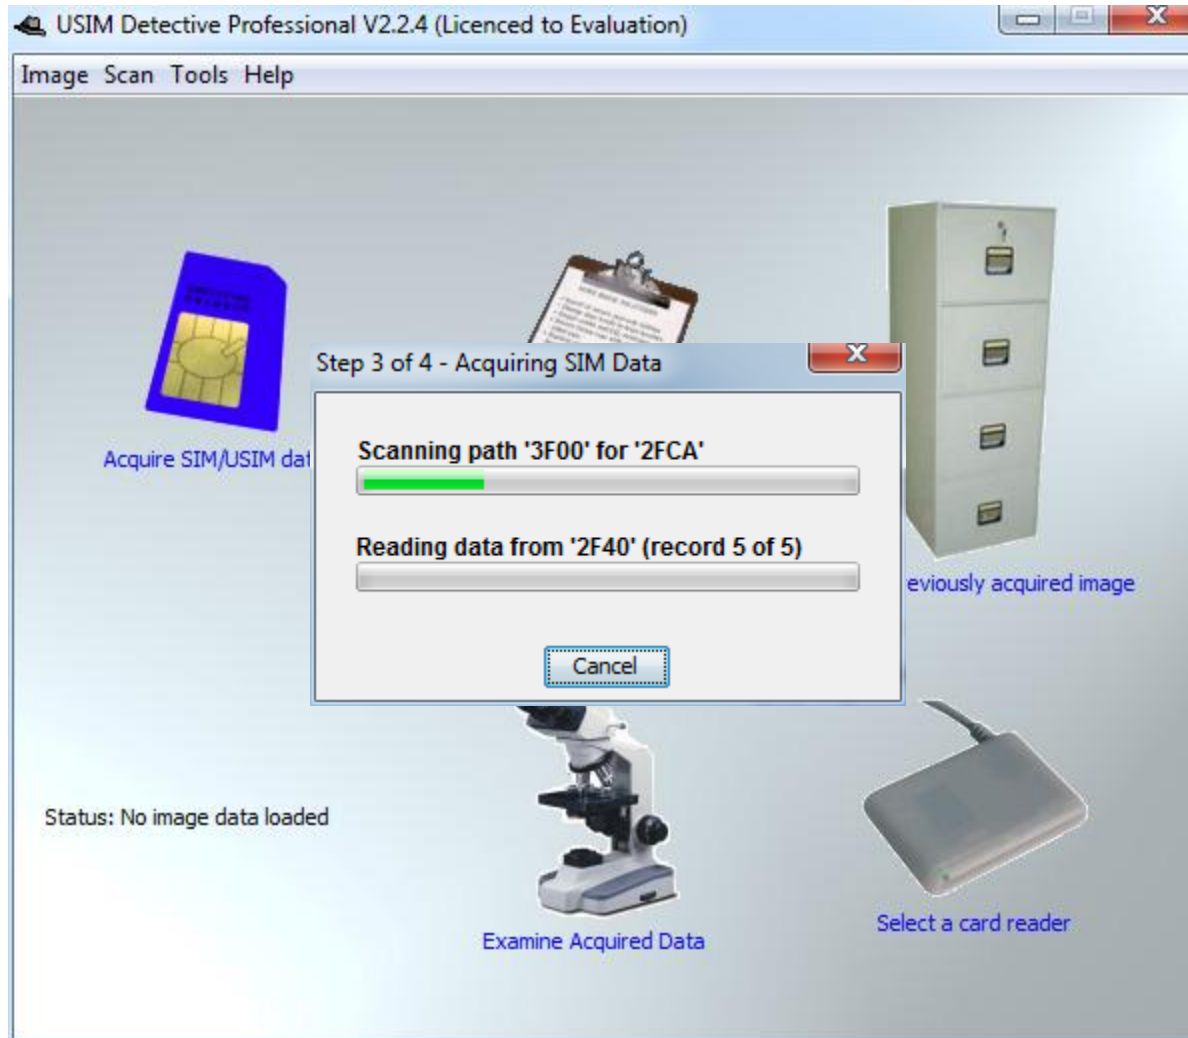 USIM Detective Professional V2.2.4 (Licenced to Evaluation)
Image Scan Tools Help
Acquire SIM/USIM dat
Step 3 of 4 - Acquiring SIM Data
Scanning path '3F00' for '2FCA'
Reading data from '2F40' (record 5 of 5)
Cancel
eviously acquired image
Status: No image data loaded
Examine Acquired Data
Select a card reader